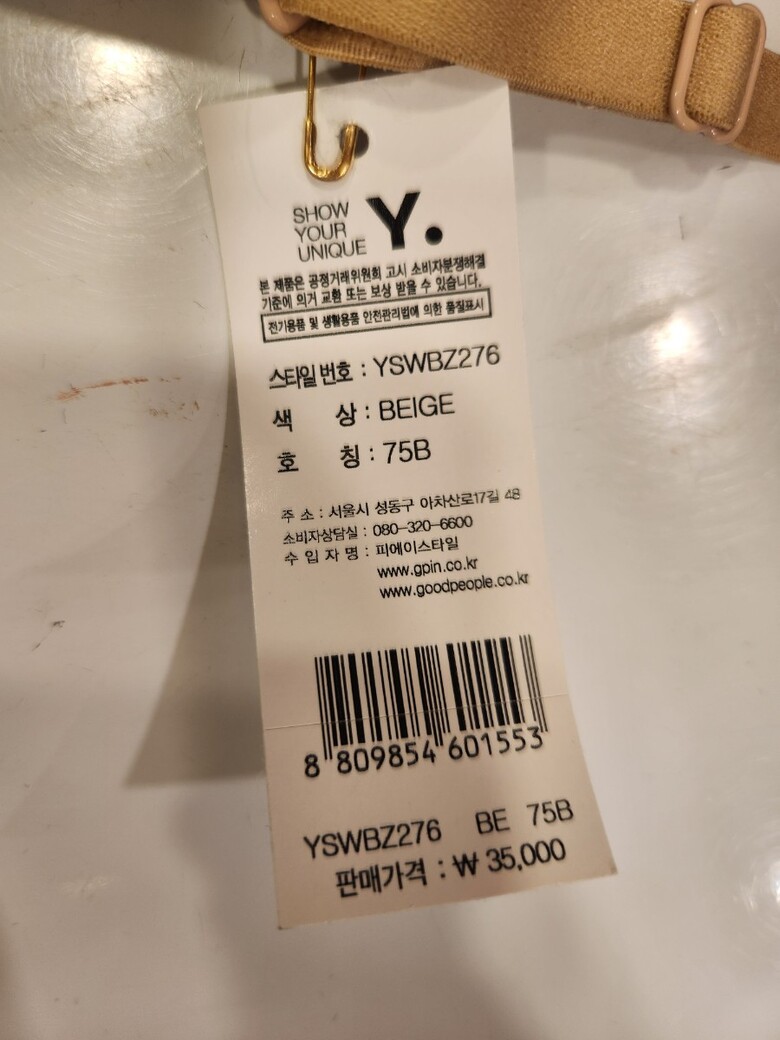 SHOW
YOUR
UNIQUE
Y.
본 제품은 공정거래위원회 고시 소비자분쟁해결
기준에 의거 교환 또는 보상 받을 수 있습니다.
전기용품 및 생활용품 안전관리법에 의한 품질표시
스타일 번호 : YSWBZ276
색 상 : BEIGE
호 칭 : 75B
주 소 : 서울시 성동구 아차산로17길 48
소비자상담실 : 080-320-6600
수 입 자 명 : 피에이스타일
www.gpin.co.kr
www.goodpeople.co.kr
8 809854 601553
YSWBZ276 BE 75B
판매가격 : ₩ 35,000